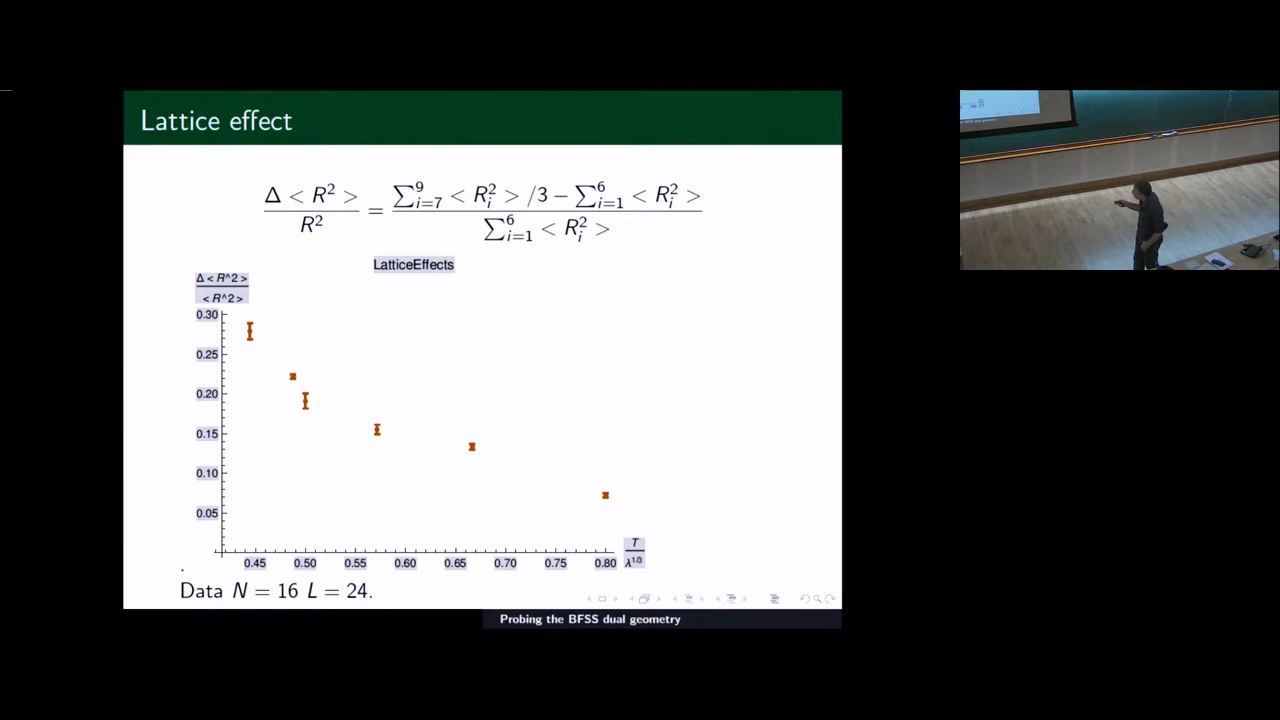 Lattice effect
Δ < R² > / R² = ∑⁹ᵢ₌₇ < Rᵢ² > /3 − ∑⁶ᵢ₌₁ < Rᵢ² > / ∑⁶ᵢ₌₁ < Rᵢ² >
LatticeEffects
Δ < R^2 >
< R^2 >
0.30
0.25
0.20
0.15
0.10
0.05
0.45 0.50 0.55 0.60 0.65 0.70 0.75 0.80
T
λ^1/3
.
Data N = 16 L = 24.
Probing the BFSS dual geometry